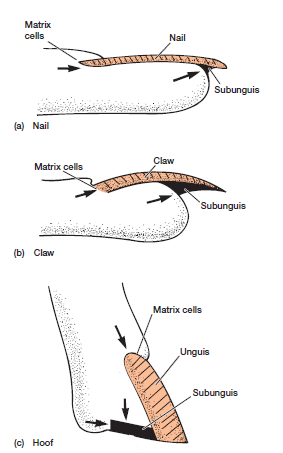 Matrix
cells
Nail
Subunguis
(a) Nail
Matrix cells
Claw
Subunguis
(b) Claw
Matrix cells
Unguis
Subunguis
(c) Hoof